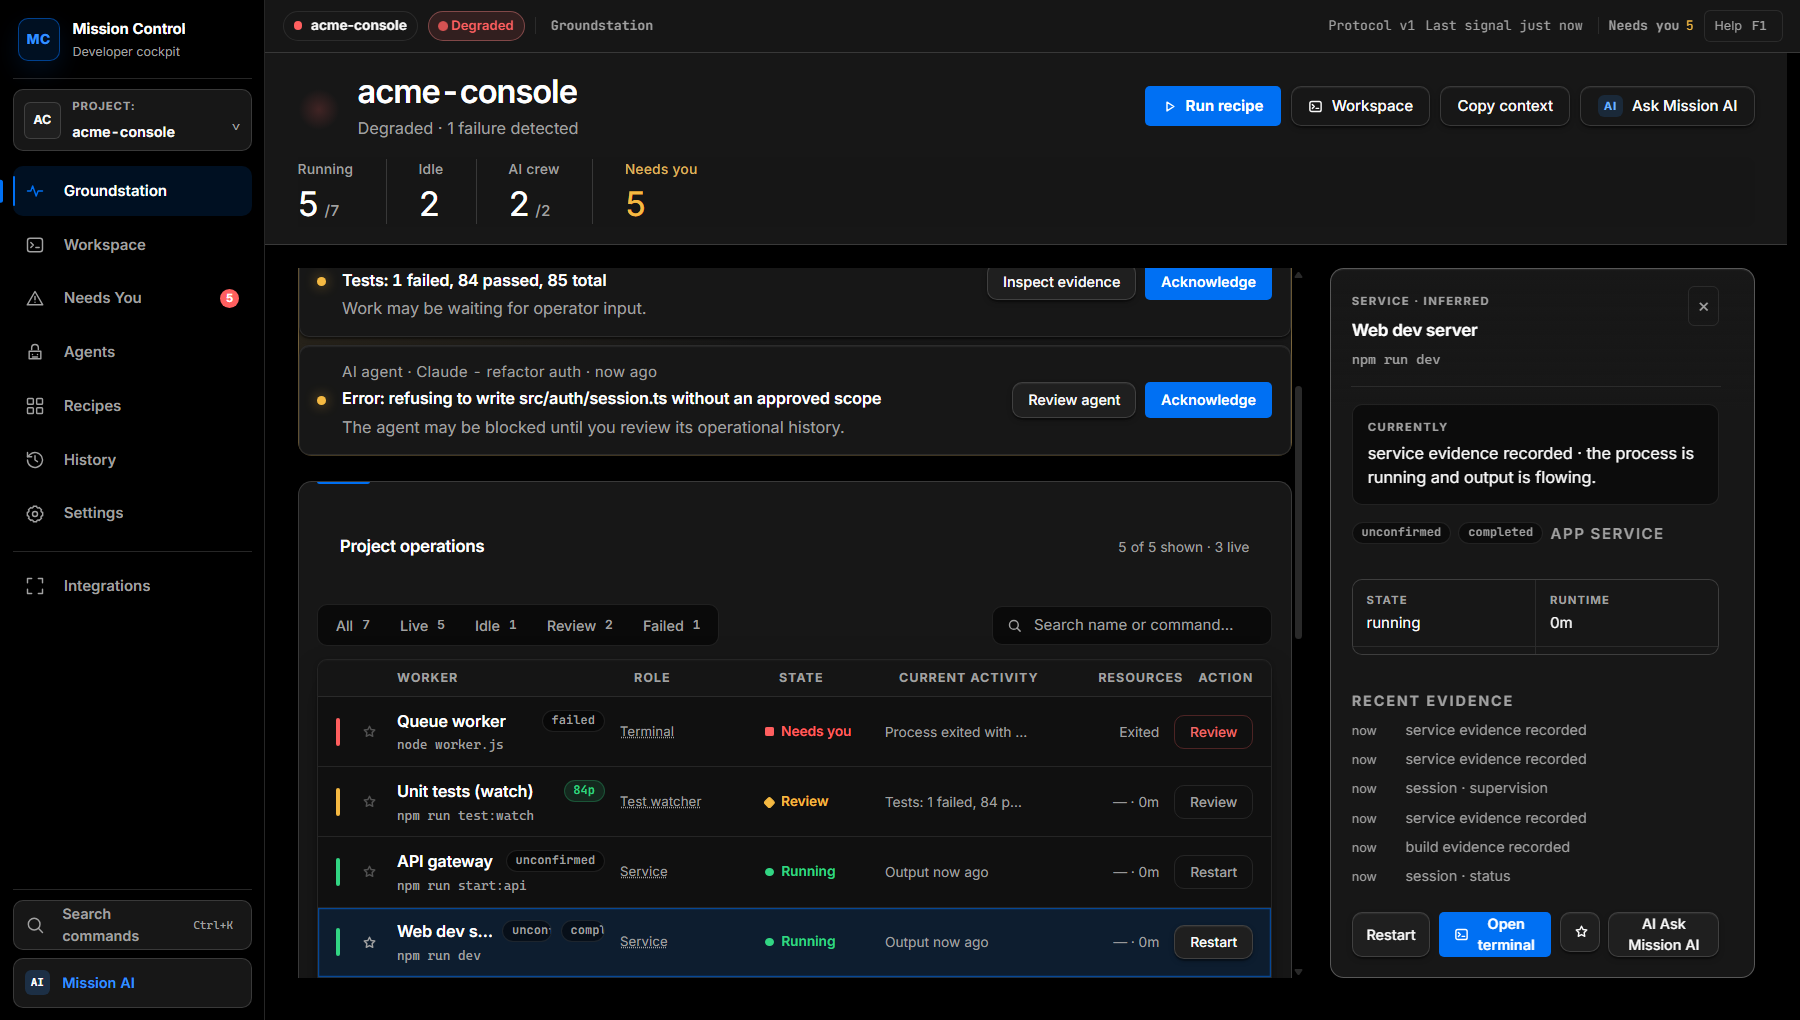 MC
Mission Control
Developer cockpit
AC
PROJECT:
acme-console
v
Groundstation
Workspace
Needs You
5
Agents
Recipes
History
Settings
Integrations
Search commands
Ctrl+K
AI
Mission AI
acme-console
Degraded
Groundstation
Protocol v1
Last signal just now
Needs you 5
Help F1
acme-console
Degraded · 1 failure detected
Run recipe
Workspace
Copy context
AI Ask Mission AI
Running
5 /7
Idle
2
AI crew
2 /2
Needs you
5
Tests: 1 failed, 84 passed, 85 total
Work may be waiting for operator input.
Inspect evidence
Acknowledge
AI agent · Claude - refactor auth · now ago
Error: refusing to write src/auth/session.ts without an approved scope
The agent may be blocked until you review its operational history.
Review agent
Acknowledge
Project operations
5 of 5 shown · 3 live
All 7
Live 5
Idle 1
Review 2
Failed 1
Search name or command...
WORKER ROLE STATE CURRENT ACTIVITY RESOURCES ACTION
Queue worker failed
node worker.js
Terminal
Needs you
Process exited with ...
Exited
Review
Unit tests (watch) 84p
npm run test:watch
Test watcher
Review
Tests: 1 failed, 84 p...
— · 0m
Review
API gateway unconfirmed
npm run start:api
Service
Running
Output now ago
— · 0m
Restart
Web dev s... uncon compl
npm run dev
Service
Running
Output now ago
— · 0m
Restart
SERVICE · INFERRED
Web dev server
npm run dev
×
CURRENTLY
service evidence recorded · the process is
running and output is flowing.
unconfirmed completed APP SERVICE
STATE
running
RUNTIME
0m
RECENT EVIDENCE
now service evidence recorded
now service evidence recorded
now session · supervision
now service evidence recorded
now build evidence recorded
now session · status
Restart
Open
terminal
AI Ask
Mission AI